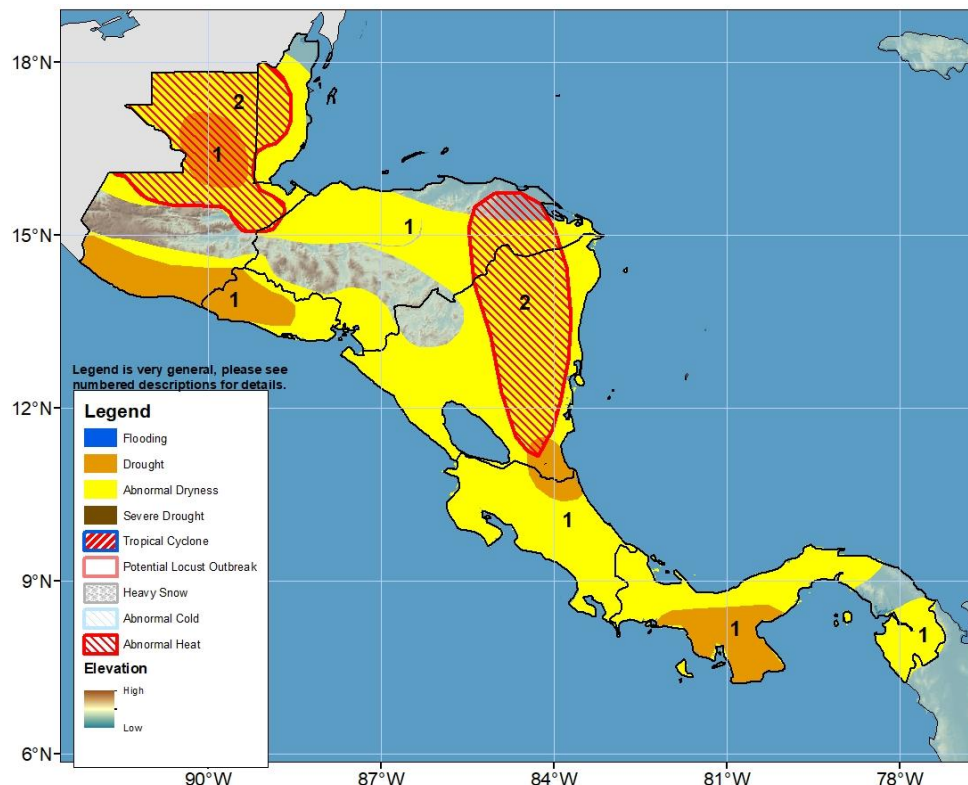 18°N
2
1
1
15°N
2
1
Legend is very general, please see
numbered descriptions for details.
12°N
Legend
Flooding
Drought
Abnormal Dryness
Severe Drought
Tropical Cyclone
Potential Locust Outbreak
Heavy Snow
Abnormal Cold
Abnormal Heat
Elevation
High
Low
1
9°N
1
1
6°N
90°W
87°W
84°W
81°W
78°W